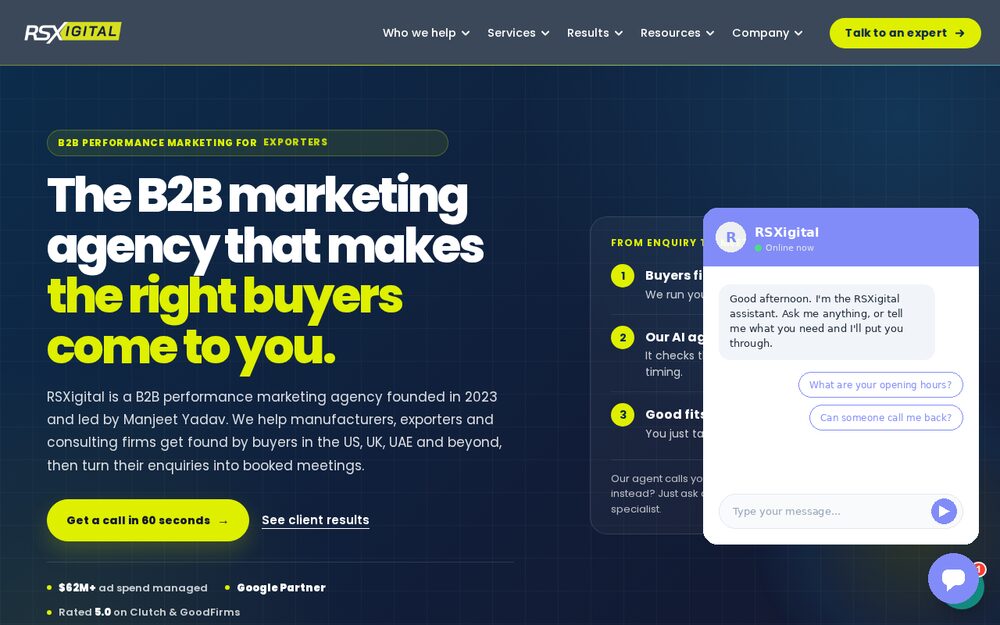 RSXIGITAL
Who we help
Services
Results
Resources
Company
Talk to an expert →
B2B PERFORMANCE MARKETING FOR EXPORTERS
The B2B marketing
agency that makes
the right buyers
come to you.
RSXigital is a B2B performance marketing agency founded in 2023
and led by Manjeet Yadav. We help manufacturers, exporters and
consulting firms get found by buyers in the US, UK, UAE and beyond,
then turn their enquiries into booked meetings.
Get a call in 60 seconds →
See client results
$62M+ ad spend managed
Google Partner
Rated 5.0 on Clutch & GoodFirms
FROM ENQUIRY
1
Buyers
We run you
2
Our AI
It checks
timing.
3
Good fits
You just
Our agent calls
instead? Just ask
specialist.
R
RSXigital
Online now
Good afternoon. I'm the RSXigital
assistant. Ask me anything, or tell
me what you need and I'll put you
through.
What are your opening hours?
Can someone call me back?
Type your message...
1